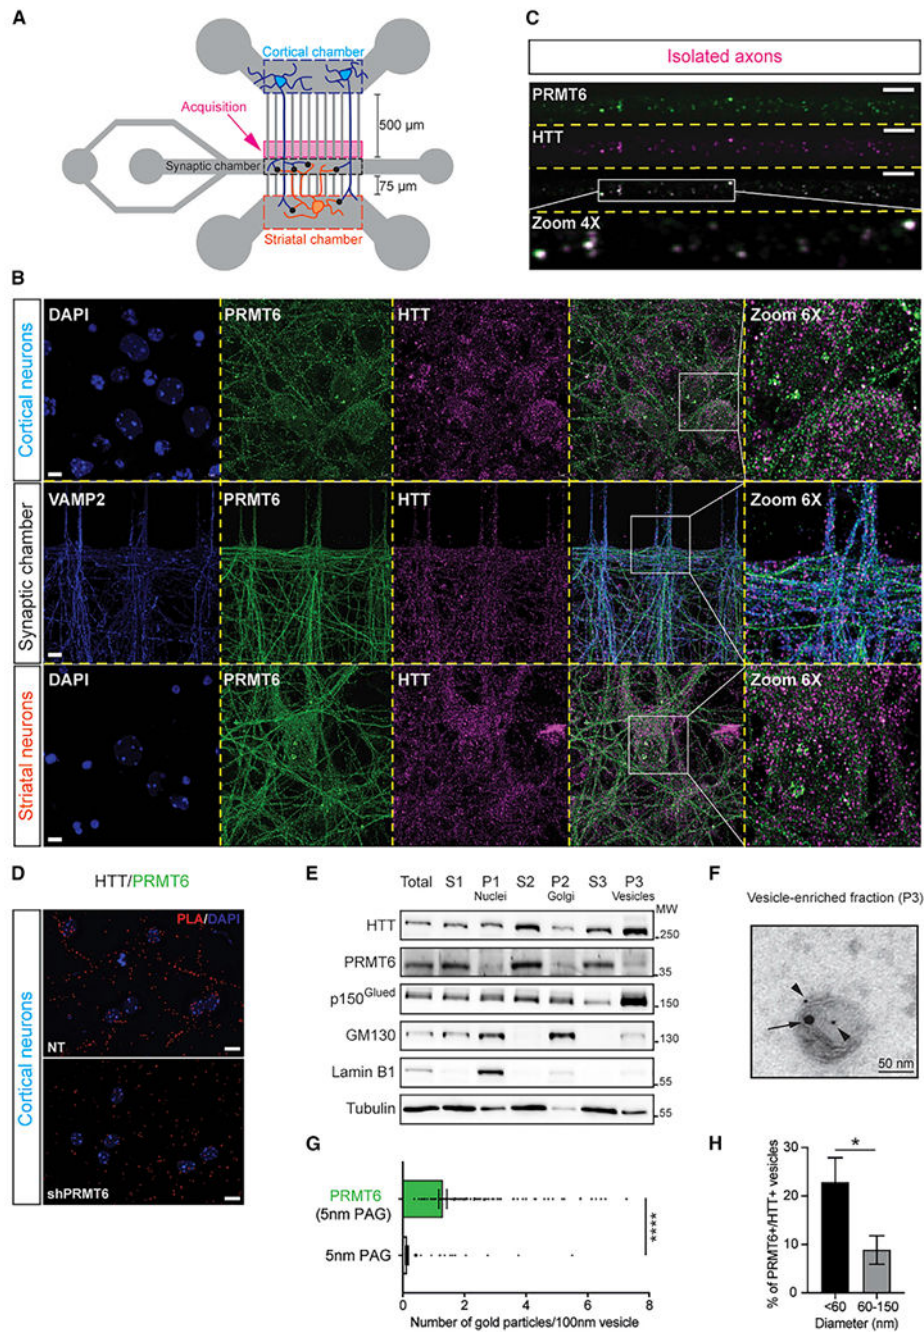 A
Cortical chamber
Acquisition
500 µm
Synaptic chamber
75 µm
Striatal chamber
C
Isolated axons
PRMT6
HTT
Zoom 4X
B
Cortical neurons
DAPI
PRMT6
HTT
Zoom 6X
Synaptic chamber
VAMP2
PRMT6
HTT
Zoom 6X
Striatal neurons
DAPI
PRMT6
HTT
Zoom 6X
D
HTT/PRMT6
Cortical neurons
PLA/DAPI
NT
shPRMT6
E
Total S1 P1 S2 P2 S3 P3
Nuclei Golgi Vesicles
MW
HTT
250
PRMT6
35
p150Glued
150
GM130
130
Lamin B1
55
Tubulin
55
F
Vesicle-enriched fraction (P3)
50 nm
G
PRMT6
(5nm PAG)
5nm PAG
****
0 2 4 6 8
Number of gold particles/100nm vesicle
H
% of PRMT6+/HTT+ vesicles
*
30
20
10
0
<60 60-150
Diameter (nm)